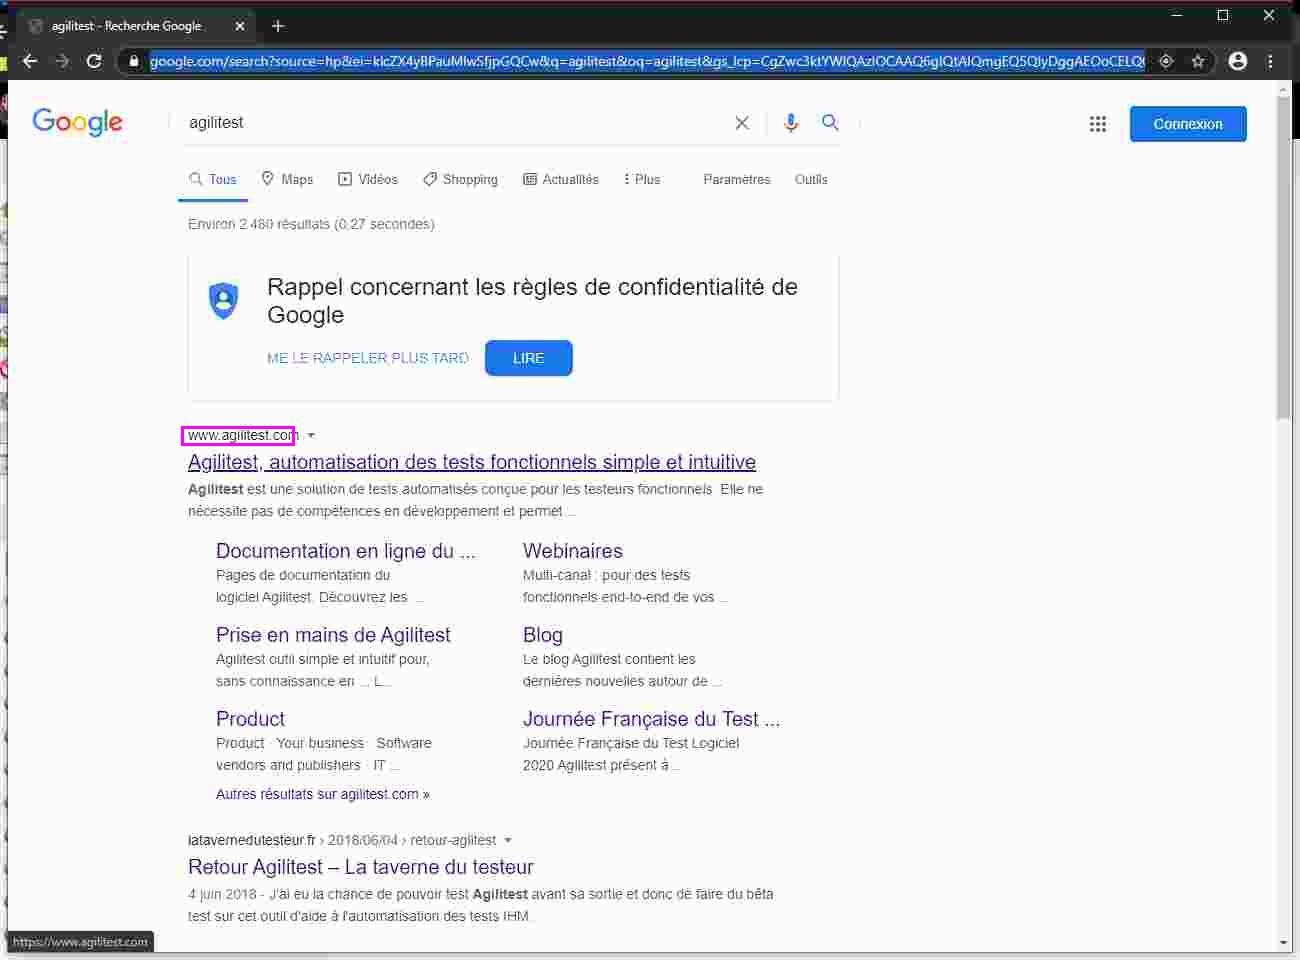 agilitest - Recherche Google
google.com/search?source=hp&ei=klcZX4yBPauMlwSfjpGQCw&q=agilitest&oq=agilitest&gs_lcp=
Google
agilitest
Connexion
Tous Maps Vidéos Shopping Actualités Plus Paramètres Outils
Environ 2 480 résultats (0,27 secondes)
Rappel concernant les règles de confidentialité de
Google
ME LE RAPPELER PLUS TARD LIRE
www.agilitest.com
Agilitest, automatisation des tests fonctionnels simple et intuitive
Agilitest est une solution de tests automatisés conçue pour les testeurs fonctionnels. Elle ne
nécessite pas de compétences en développement et permet ...
Documentation en ligne du ...
Pages de documentation du
logiciel Agilitest. Découvrez les ...
Webinaires
Multi-canal : pour des tests
fonctionnels end-to-end de vos ...
Prise en mains de Agilitest
Agilitest outil simple et intuitif pour,
sans connaissance en ... L...
Blog
Le blog Agilitest contient les
dernières nouvelles autour de ...
Product
Product · Your business · Software
vendors and publishers · IT ...
Journée Française du Test ...
Journée Française du Test Logiciel
2020 Agilitest présent à ...
Autres résultats sur agilitest.com »
latavernedutesteur.fr › 2018/06/04 › retour-agilitest
Retour Agilitest – La taverne du testeur
4 juin 2018 - J'ai eu la chance de pouvoir test Agilitest avant sa sortie et donc de faire du bêta
test sur cet outil d'aide à l'automatisation des tests IHM.
https://www.agilitest.com